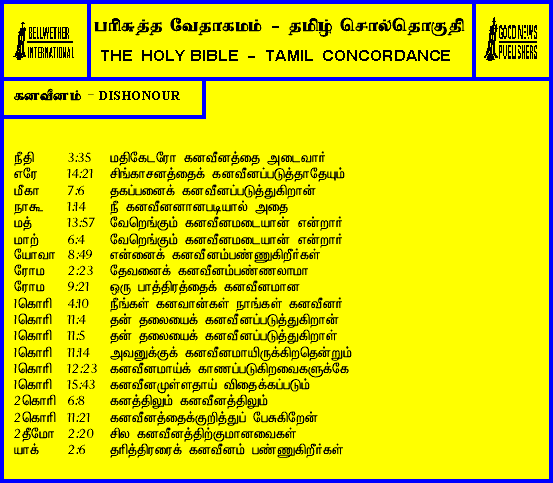 BELLWETHER
INTERNATIONAL
பரிசுத்த வேதாகமம் - தமிழ் சொல்தொகுதி
THE HOLY BIBLE - TAMIL CONCORDANCE
GOOD NEWS
PUBLISHERS
கனவீனம் - DISHONOUR
நீதி 3:35 மதிகேடரோ கனவீனத்தை அடைவார்
எரே 14:21 சிங்காசனத்தைக் கனவீனப்படுத்தாதேயும்
மீகா 7:6 தகப்பனைக் கனவீனப்படுத்துகிறான்
நாகூ 1:14 நீ கனவீனனானபடியால் அதை
மத் 13:57 வேறெங்கும் கனவீனமடையான் என்றார்
மாற் 6:4 வேறெங்கும் கனவீனமடையான் என்றார்
யோவா 8:49 என்னைக் கனவீனம்பண்ணுகிறீர்கள்
ரோம 2:23 தேவனைக் கனவீனம்பண்ணலாமா
ரோம 9:21 ஒரு பாத்திரத்தைக் கனவீனமான
1கொரி 4:10 நீங்கள் கனவான்கள் நாங்கள் கனவீனர்
1கொரி 11:4 தன் தலையைக் கனவீனப்படுத்துகிறான்
1கொரி 11:5 தன் தலையைக் கனவீனப்படுத்துகிறாள்
1கொரி 11:14 அவனுக்குக் கனவீனமாயிருக்கிறதென்றும்
1கொரி 12:23 கனவீனமாய்க் காணப்படுகிறவைகளுக்கே
1கொரி 15:43 கனவீனமுள்ளதாய் விதைக்கப்படும்
2கொரி 6:8 கனத்திலும் கனவீனத்திலும்
2கொரி 11:21 கனவீனத்தைக்குறித்துப் பேசுகிறேன்
2தீமோ 2:20 சில கனவீனத்திற்குமானவைகள்
யாக் 2:6 தரித்திரரைக் கனவீனம் பண்ணுகிறீர்கள்